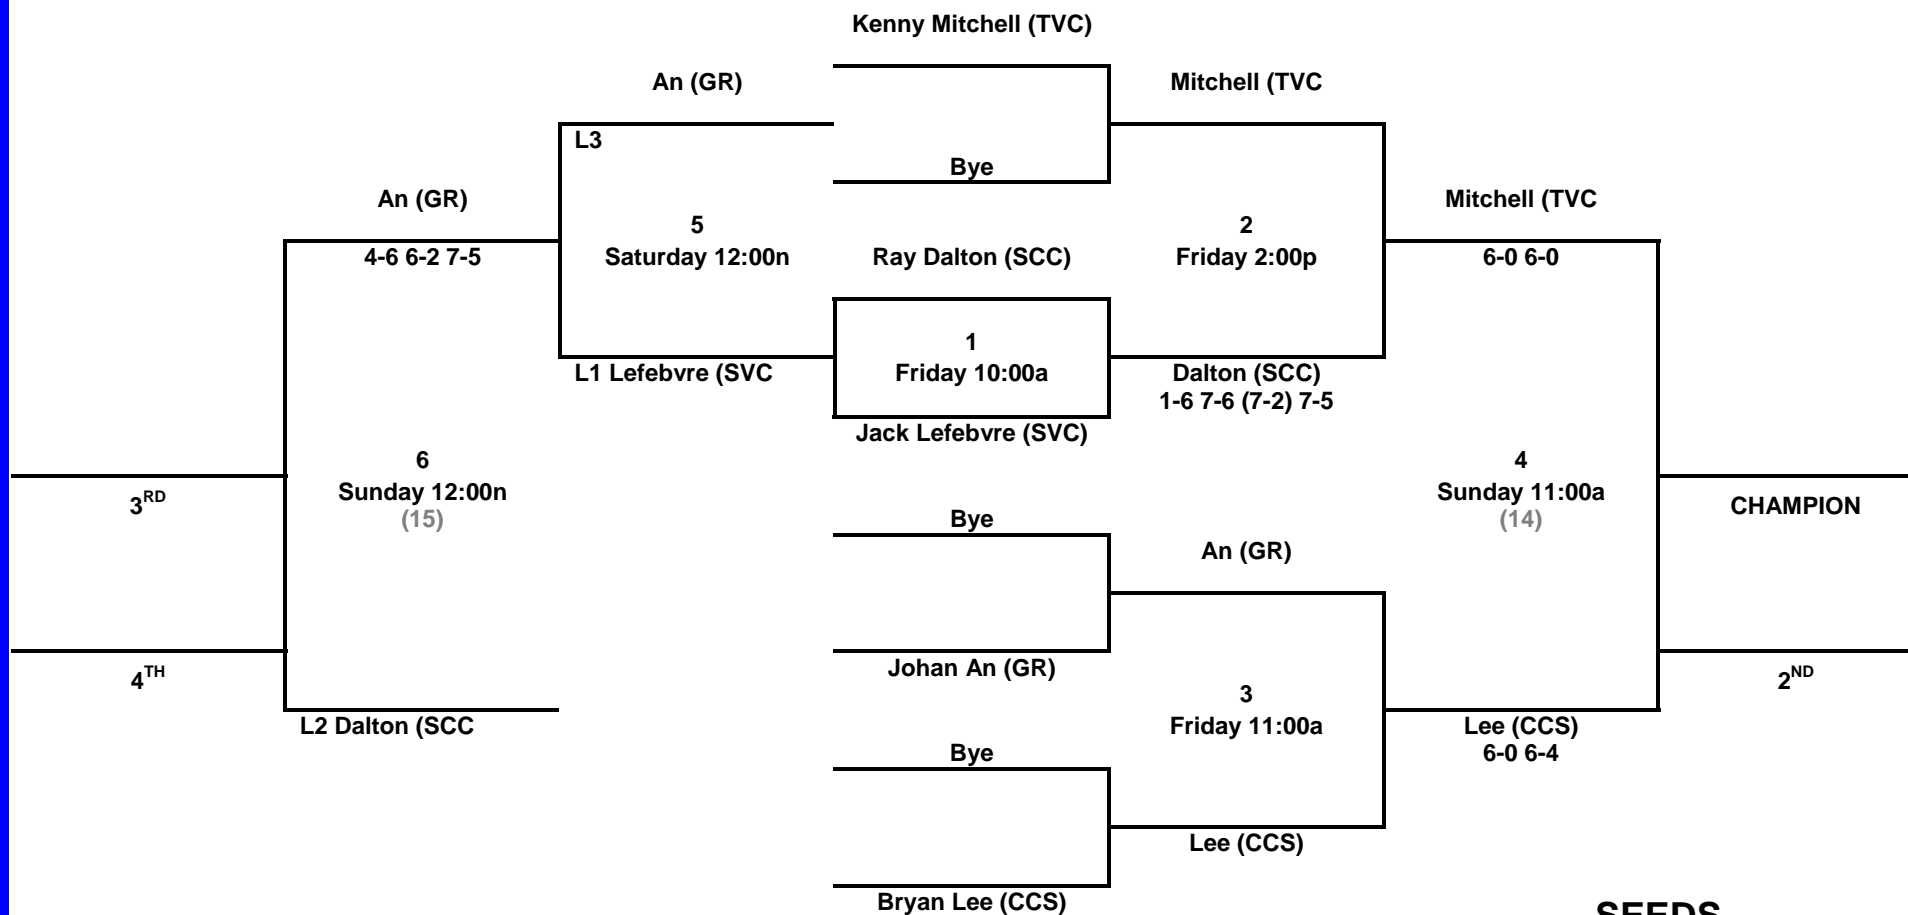 Kenny Mitchell (TVC)
An (GR)
Mitchell (TVC
L3
Bye
An (GR)
Mitchell (TVC
5
2
4-6 6-2 7-5
Saturday 12:00n
Ray Dalton (SCC)
Friday 2:00p
6-0 6-0
1
L1 Lefebvre (SVC
Friday 10:00a
Dalton (SCC)
1-6 7-6 (7-2) 7-5
Jack Lefebvre (SVC)
6
4
Sunday 12:00n
Sunday 11:00a
3RD
(15)
Bye
(14)
CHAMPION
An (GR)
Johan An (GR)
4TH
3
2ND
L2 Dalton (SCC
Friday 11:00a
Lee (CCS)
Bye
6-0 6-4
Lee (CCS)
Bryan Lee (CCS)
SEEDS